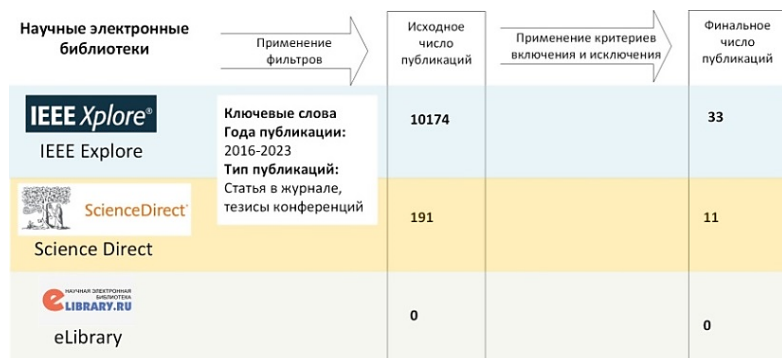 Научные электронные
библиотеки
Применение
фильтров
Исходное
число
публикаций
Применение критериев
включения и исключения
Финальное
число
публикаций
IEEE Xplore®
IEEE Explore
Ключевые слова
Года публикации:
2016-2023
Тип публикаций:
Статья в журнале,
тезисы конференций
10174
33
ScienceDirect®
Science Direct
191
11
НАУЧНАЯ ЭЛЕКТРОННАЯ
БИБЛИОТЕКА
eLIBRARY.RU
eLibrary
0
0